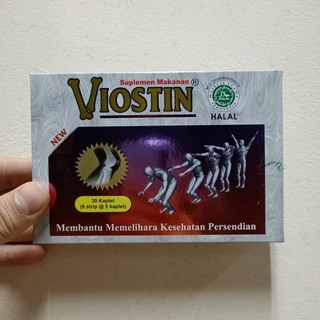 Suplemen Makanan
VIOSTIN ®
HALAL
NEW
30 Kaplet
(6 strip @ 5 kaplet)
Membantu Memelihara Kesehatan Persendian